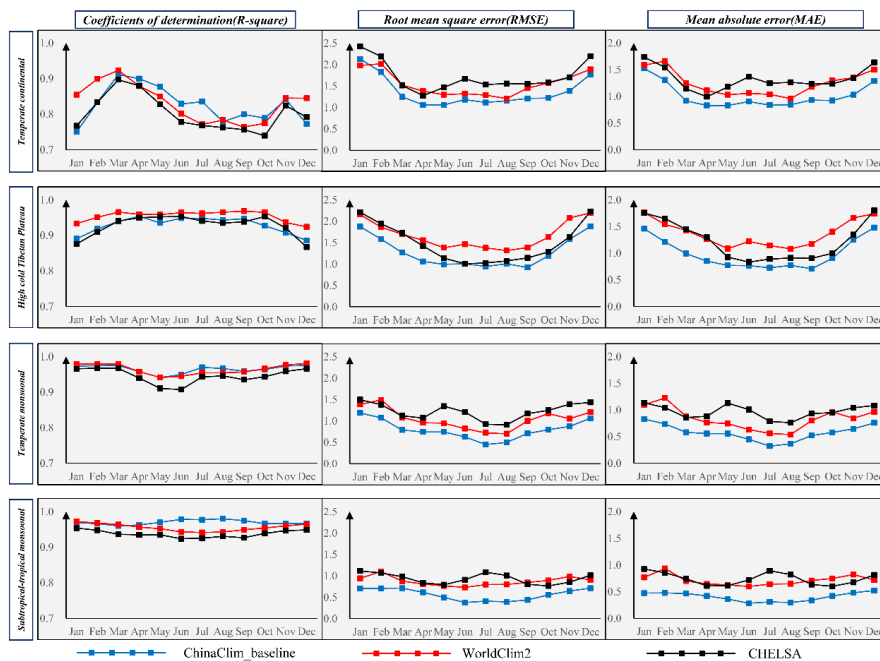 Coefficients of determination(R-square) Root mean square error(RMSE) Mean absolute error(MAE)
Temperate continental
1.0 0.9 0.8 0.7
Jan Feb Mar Apr May Jun Jul Aug Sep Oct Nov Dec
2.5 2.0 1.5 1.0 0.5 0.0
Jan Feb Mar Apr May Jun Jul Aug Sep Oct Nov Dec
2.0 1.5 1.0 0.5 0.0
Jan Feb Mar Apr May Jun Jul Aug Sep Oct Nov Dec
High cold Tibetan Plateau
1.0 0.9 0.8 0.7
Jan Feb Mar Apr May Jun Jul Aug Sep Oct Nov Dec
2.5 2.0 1.5 1.0 0.5 0.0
Jan Feb Mar Apr May Jun Jul Aug Sep Oct Nov Dec
2.0 1.5 1.0 0.5 0.0
Jan Feb Mar Apr May Jun Jul Aug Sep Oct Nov Dec
Temperate monsoonal
1.0 0.9 0.8 0.7
Jan Feb Mar Apr May Jun Jul Aug Sep Oct Nov Dec
2.5 2.0 1.5 1.0 0.5 0.0
Jan Feb Mar Apr May Jun Jul Aug Sep Oct Nov Dec
2.0 1.5 1.0 0.5 0.0
Jan Feb Mar Apr May Jun Jul Aug Sep Oct Nov Dec
Subtropical-tropical monsoonal
1.0 0.9 0.8 0.7
Jan Feb Mar Apr May Jun Jul Aug Sep Oct Nov Dec
2.5 2.0 1.5 1.0 0.5 0.0
Jan Feb Mar Apr May Jun Jul Aug Sep Oct Nov Dec
2.0 1.5 1.0 0.5 0.0
Jan Feb Mar Apr May Jun Jul Aug Sep Oct Nov Dec
ChinaClim_baseline WorldClim2 CHELSA